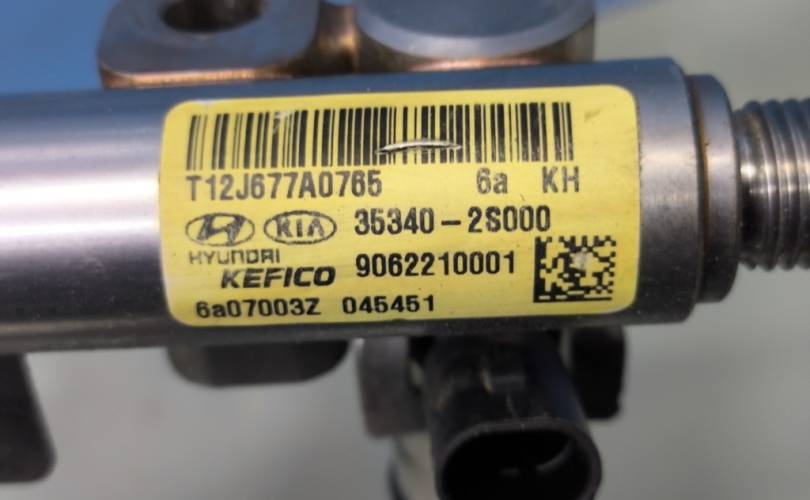 T12J677A0765 6a KH
HYUNDAI KIA 35340-2S000
KEFICO 9062210001
6a07003Z 045451